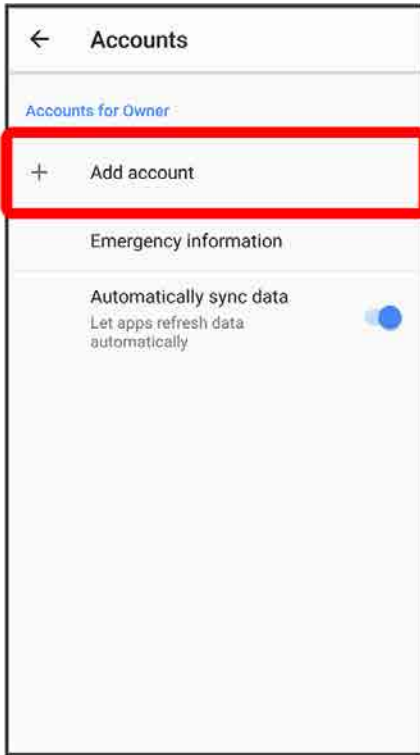 Accounts
Accounts for Owner
Add account
Emergency information
Automatically sync data
Let apps refresh data
automatically